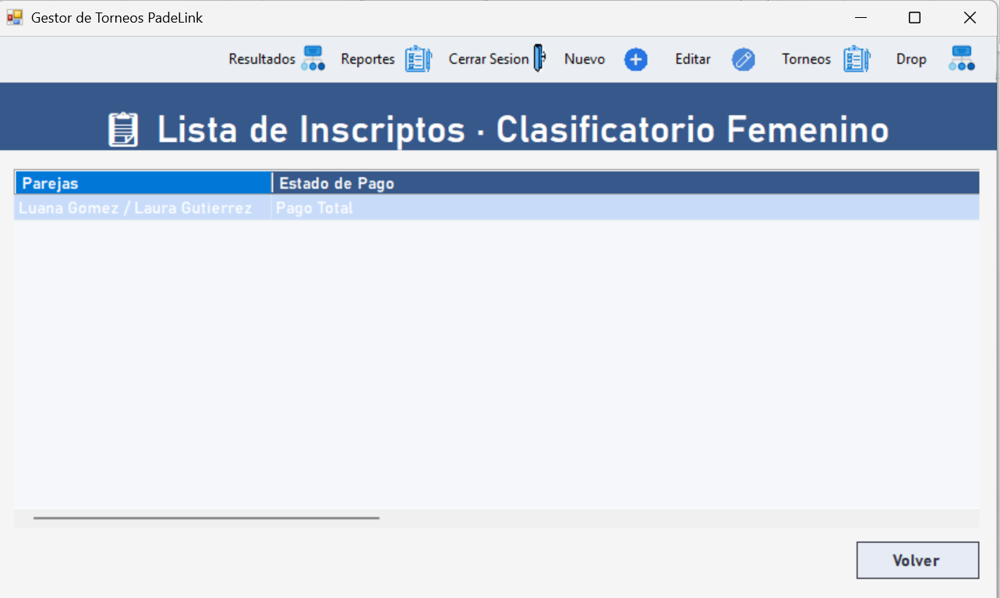 Gestor de Torneos PadeLink
Resultados Reportes Cerrar Sesion Nuevo Editar Torneos Drop
Lista de Inscriptos · Clasificatorio Femenino
Parejas Estado de Pago
Luana Gomez / Laura Gutierrez Pago Total
Volver